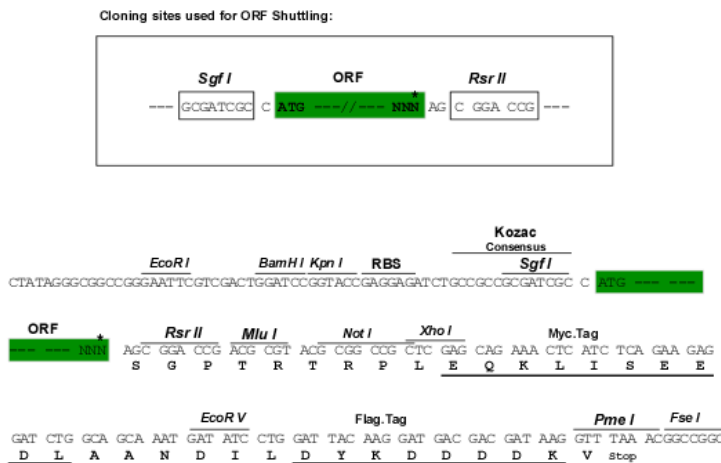 Cloning sites used for ORF Shuttling:
Sgf I ORF Rsr II
--- GCGATCGC C ATG ---//--- NNN* AG C GGA CCG ---
Kozac
Consensus
EcoR I BamH I Kpn I RBS Sgf I
CTATAGGGCGGCCGGGAATTCGTCGACTGGATCCGGTACCGAGGAGATCTGCCGCCGCGATCGC C ATG --- ---
ORF Rsr II Mlu I Not I Xho I Myc.Tag
--- --- NNN* AGC GGA CCG ACG CGT ACG CGG CCG CTC GAG CAG AAA CTC ATC TCA GAA GAG
S G P T R T R P L E Q K L I S E E
EcoR V Flag.Tag Pme I Fse I
GAT CTG GCA GCA AAT GAT ATC CTG GAT TAC AAG GAT GAC GAC GAT AAG GTT TAA ACGGCCGGC
D L A A N D I L D Y K D D D D K V Stop